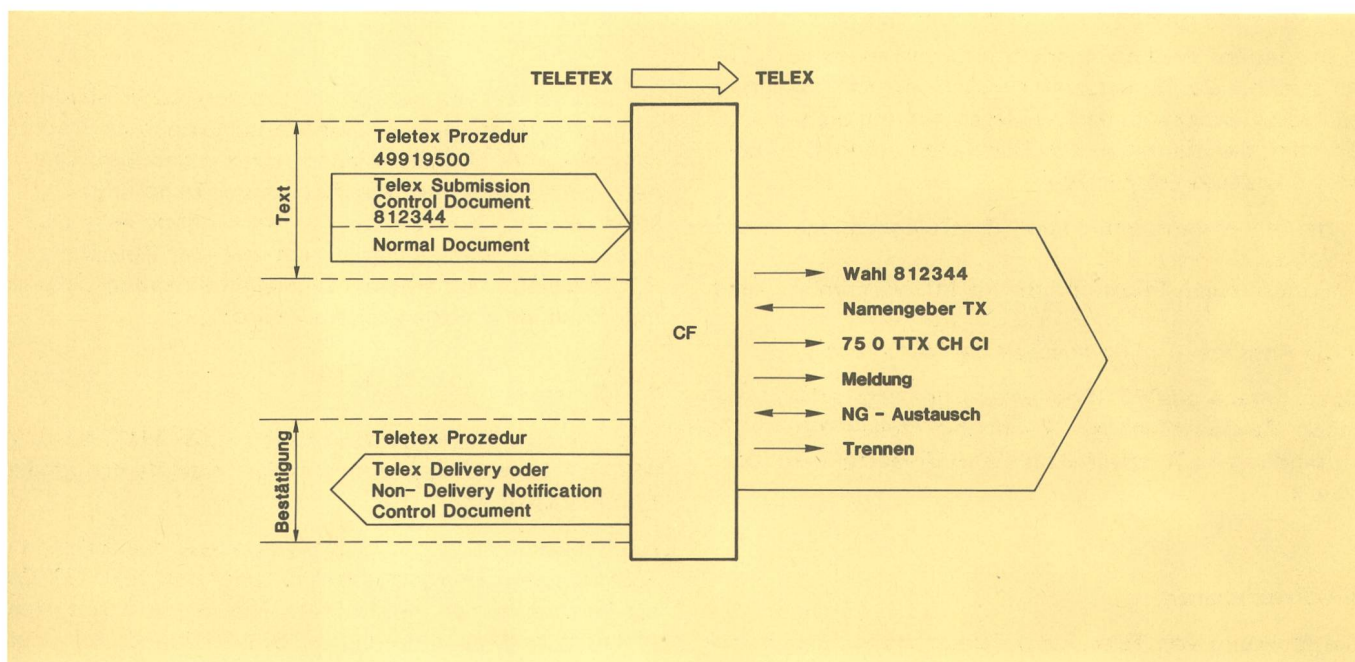 TELETEX TELEX
Text
Teletex Prozedur
49919500
Telex Submission
Control Document
812344
Normal Document
CF
Wahl 812344
Namengeber TX
75 0 TTX CH CI
Meldung
NG - Austausch
Trennen
Bestätigung
Teletex Prozedur
Telex Delivery oder
Non- Delivery Notification
Control Document